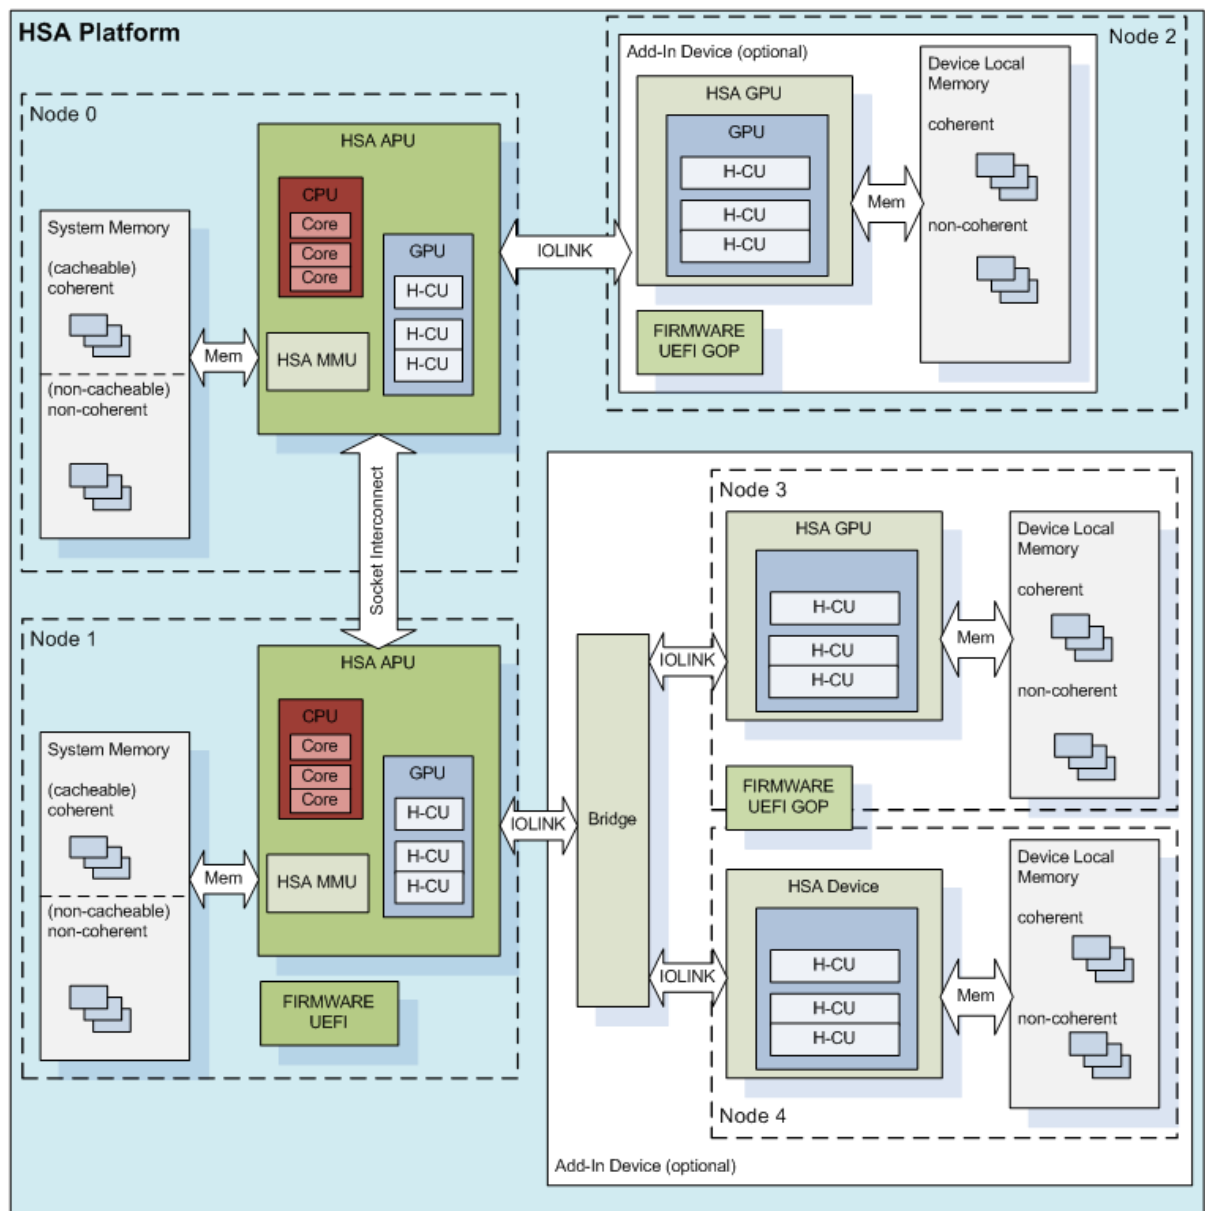 HSA Platform
Node 0
HSA APU
CPU
Core
Core
Core
GPU
H-CU
H-CU
H-CU
HSA MMU
System Memory
(cacheable)
coherent
(non-cacheable)
non-coherent
Mem
IOLINK
Socket Interconnect
Node 2
Add-In Device (optional)
HSA GPU
GPU
H-CU
H-CU
H-CU
Mem
Device Local
Memory
coherent
non-coherent
FIRMWARE
UEFI GOP
Node 1
HSA APU
CPU
Core
Core
Core
GPU
H-CU
H-CU
H-CU
HSA MMU
System Memory
(cacheable)
coherent
(non-cacheable)
non-coherent
Mem
FIRMWARE
UEFI
IOLINK
Bridge
IOLINK
IOLINK
Node 3
HSA GPU
H-CU
H-CU
H-CU
Mem
Device Local
Memory
coherent
non-coherent
FIRMWARE
UEFI GOP
HSA Device
H-CU
H-CU
H-CU
Mem
Device Local
Memory
coherent
non-coherent
Node 4
Add-In Device (optional)